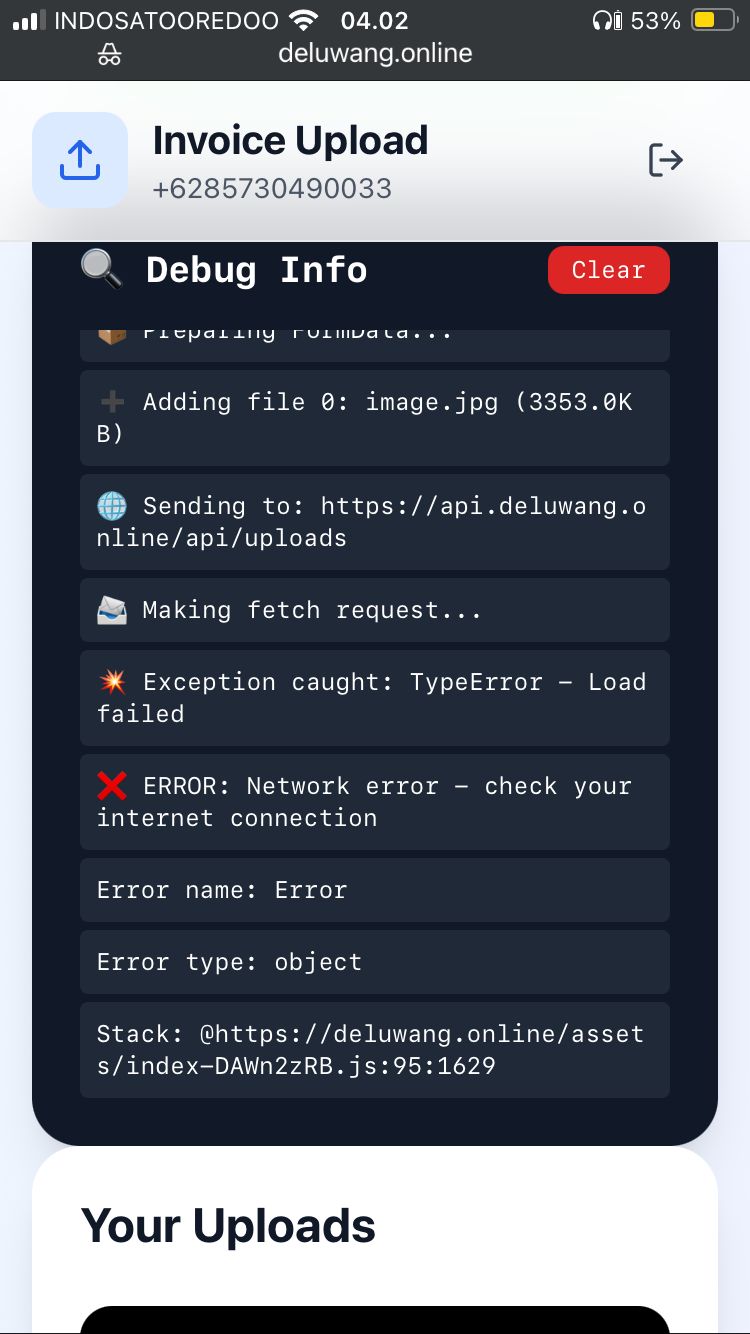 INDOSATOOREDOO 04.02 53%
deluwang.online
Invoice Upload
+6285730490033
🔍 Debug Info
Clear
📦 Preparing FormData...
➕ Adding file 0: image.jpg (3353.0K
B)
🌐 Sending to: https://api.deluwang.o
nline/api/uploads
📨 Making fetch request...
💥 Exception caught: TypeError – Load
failed
❌ ERROR: Network error – check your
internet connection
Error name: Error
Error type: object
Stack: @https://deluwang.online/asset
s/index-DAWn2zRB.js:95:1629
Your Uploads